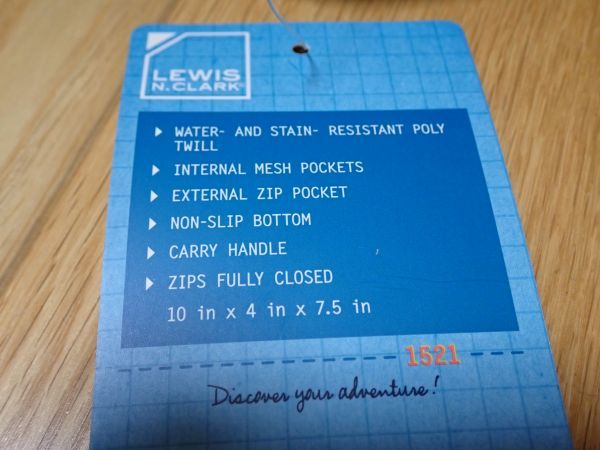 LEWIS
N.CLARK
WATER- AND STAIN- RESISTANT POLY
TWILL
INTERNAL MESH POCKETS
EXTERNAL ZIP POCKET
NON-SLIP BOTTOM
CARRY HANDLE
ZIPS FULLY CLOSED
10 in x 4 in x 7.5 in
1521
Discover your adventure!